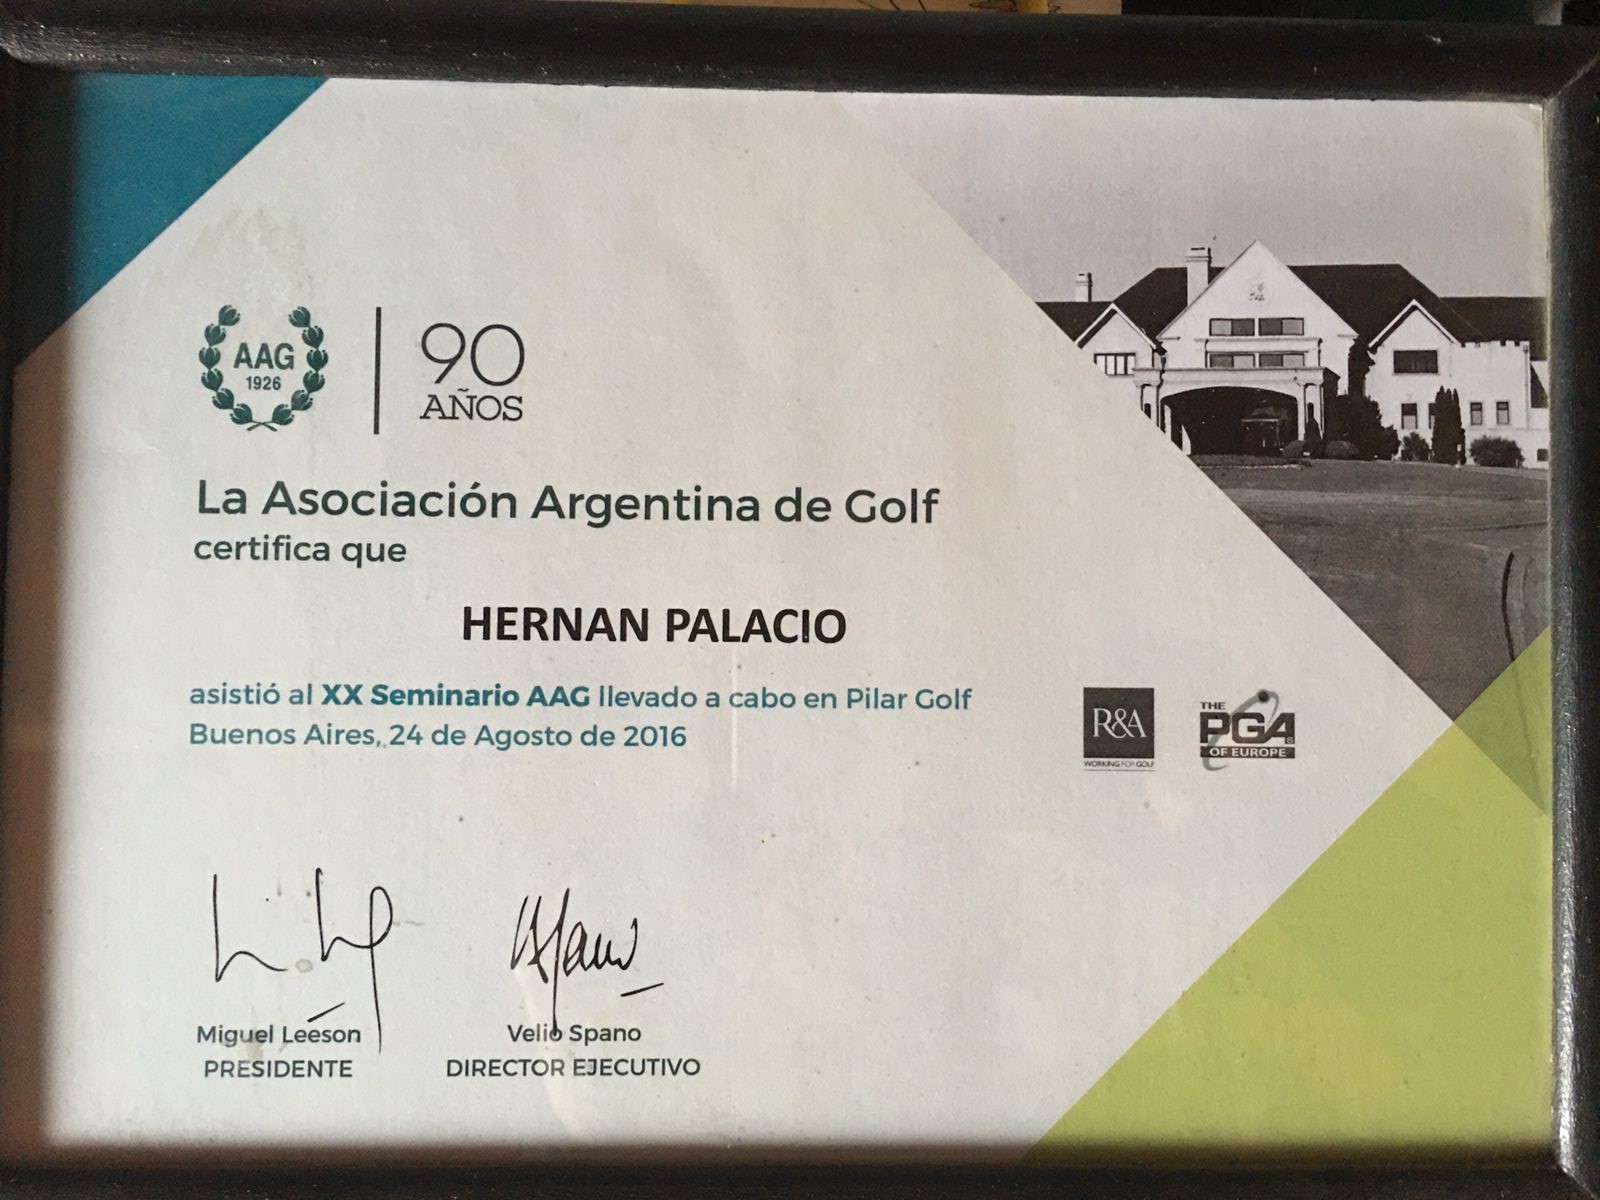 AAG
1926
90
AÑOS
La Asociación Argentina de Golf
certifica que
HERNAN PALACIO
asistió al XX Seminario AAG llevado a cabo en Pilar Golf
Buenos Aires, 24 de Agosto de 2016
R&A
WORKING FOR GOLF
THE
PGAs
OF EUROPE
Miguel Leeson
PRESIDENTE
Velio Spano
DIRECTOR EJECUTIVO